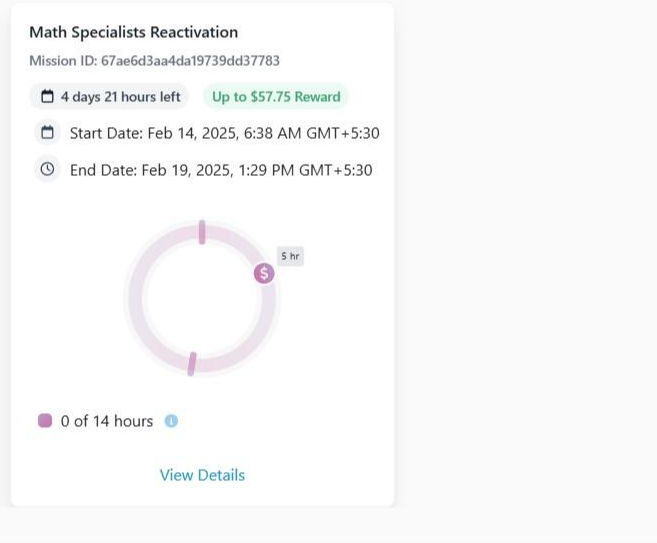 Math Specialists Reactivation
Mission ID: 67ae6d3aa4da19739dd37783
4 days 21 hours left Up to $57.75 Reward
Start Date: Feb 14, 2025, 6:38 AM GMT+5:30
End Date: Feb 19, 2025, 1:29 PM GMT+5:30
5 hr
$
0 of 14 hours
View Details